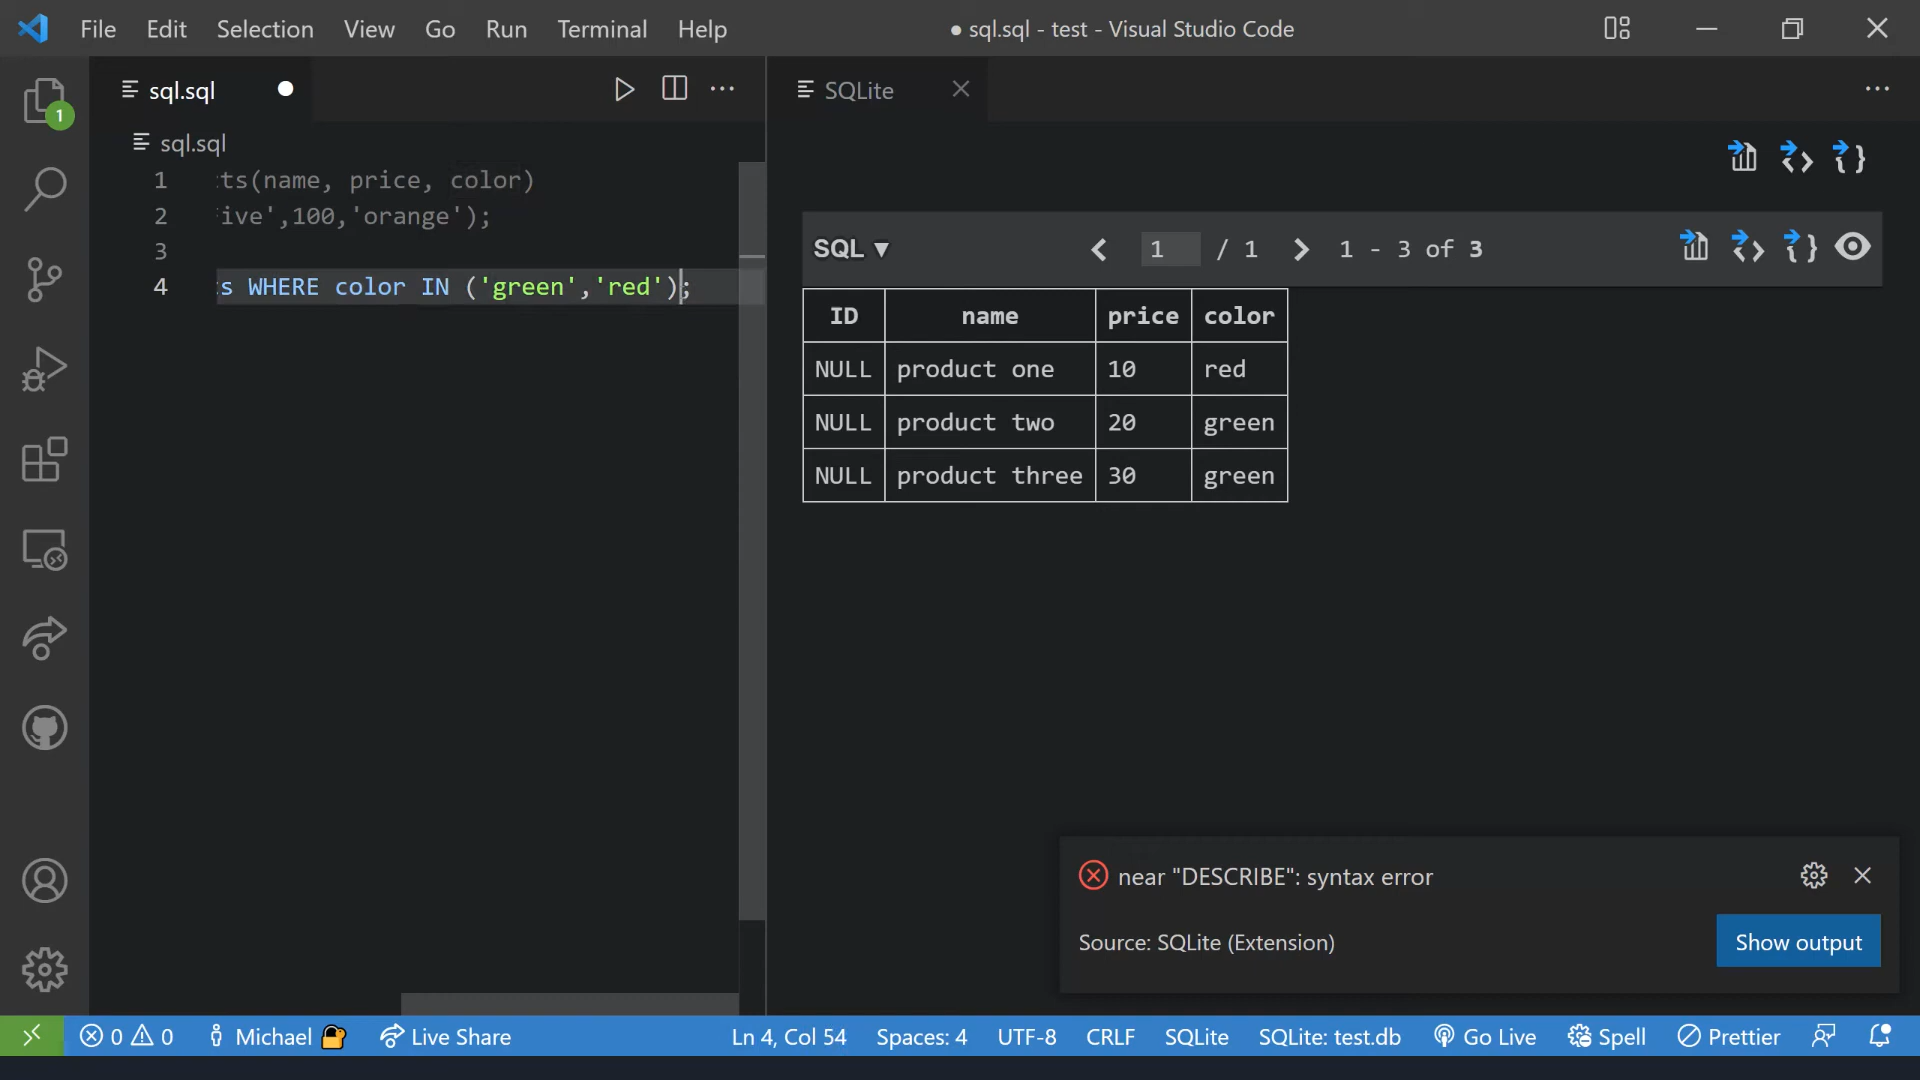 File Edit Selection View Go Run Terminal Help ● sql.sql - test - Visual Studio Code
sql.sql
SQLite
1
sql.sql
1 ts(name, price, color)
2 ive',100,'orange');
3
4 s WHERE color IN ('green','red');
SQL ▼ 1 / 1 1 - 3 of 3
ID name price color
NULL product one 10 red
NULL product two 20 green
NULL product three 30 green
near "DESCRIBE": syntax error
Source: SQLite (Extension)
Show output
0 0 Michael Live Share Ln 4, Col 54 Spaces: 4 UTF-8 CRLF SQLite SQLite: test.db Go Live Spell Prettier